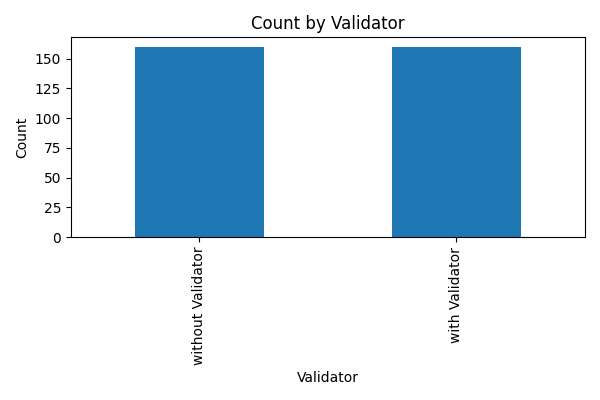 Count by Validator
Count
150
125
100
75
50
25
0
without Validator
with Validator
Validator